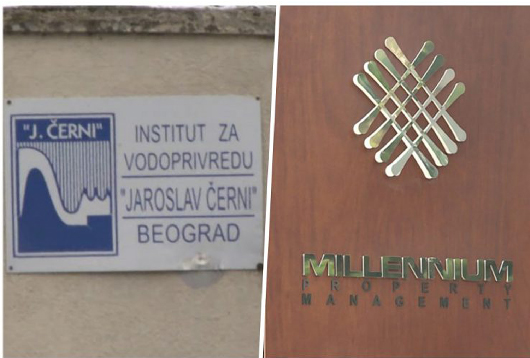 "J. ČERNI"
INSTITUT ZA
VODOPRIVREDU
"JAROSLAV ČERNI"
BEOGRAD
MILLENNIUM
PROPERTY
MANAGEMENT